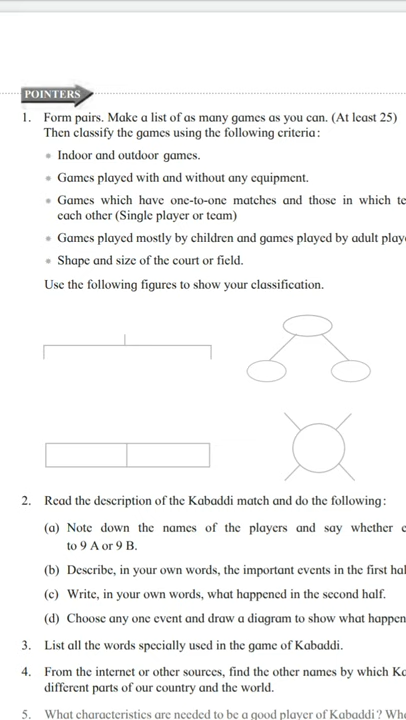 POINTERS
1. Form pairs. Make a list of as many games as you can. (At least 25)
Then classify the games using the following criteria:
• Indoor and outdoor games.
• Games played with and without any equipment.
• Games which have one-to-one matches and those in which te
each other (Single player or team)
• Games played mostly by children and games played by adult playe
• Shape and size of the court or field.
Use the following figures to show your classification.
2. Read the description of the Kabaddi match and do the following:
(a) Note down the names of the players and say whether
to 9 A or 9 B.
(b) Describe, in your own words, the important events in the first hal
(c) Write, in your own words, what happened in the second half.
(d) Choose any one event and draw a diagram to show what happen
3. List all the words specially used in the game of Kabaddi.
4. From the internet or other sources, find the other names by which Ka
different parts of our country and the world.
5. What characteristics are needed to be a good player of Kabaddi? Whe